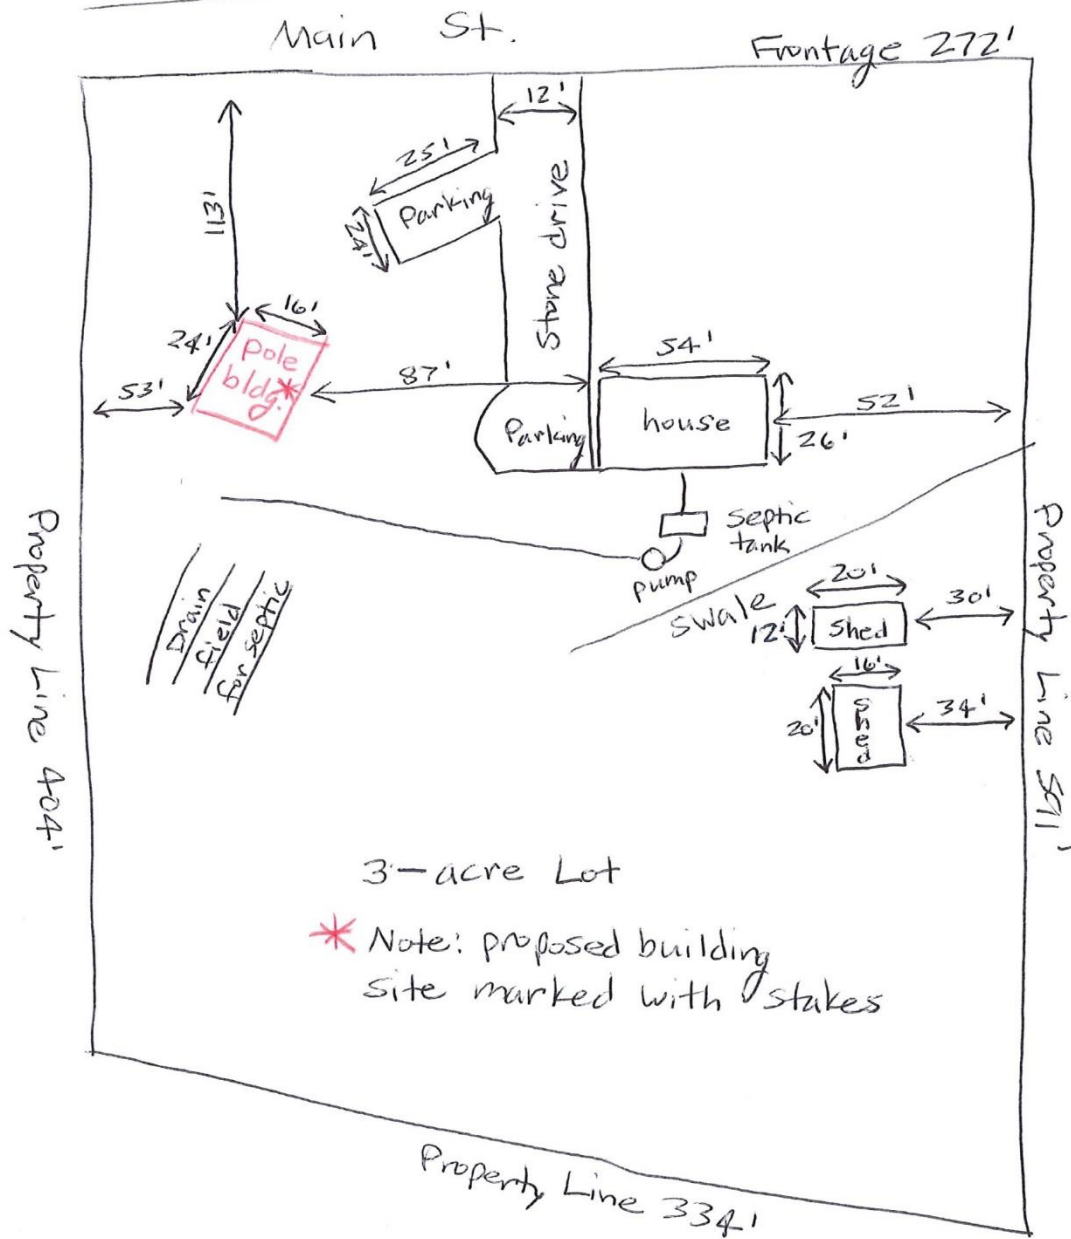 Main St.
Frontage 272'
12'
25'
Parking
24'
Stone drive
131'
16'
24'
pole
bldg.*
53'
87'
54'
house
26'
52'
Parking
septic
tank
pump
swale
20'
12'
shed
30'
16'
20'
shed
34'
Drain
field
for septic
Property Line 404'
Property Line 591'
3-acre Lot
* Note: proposed building
site marked with stakes
Property Line 334'